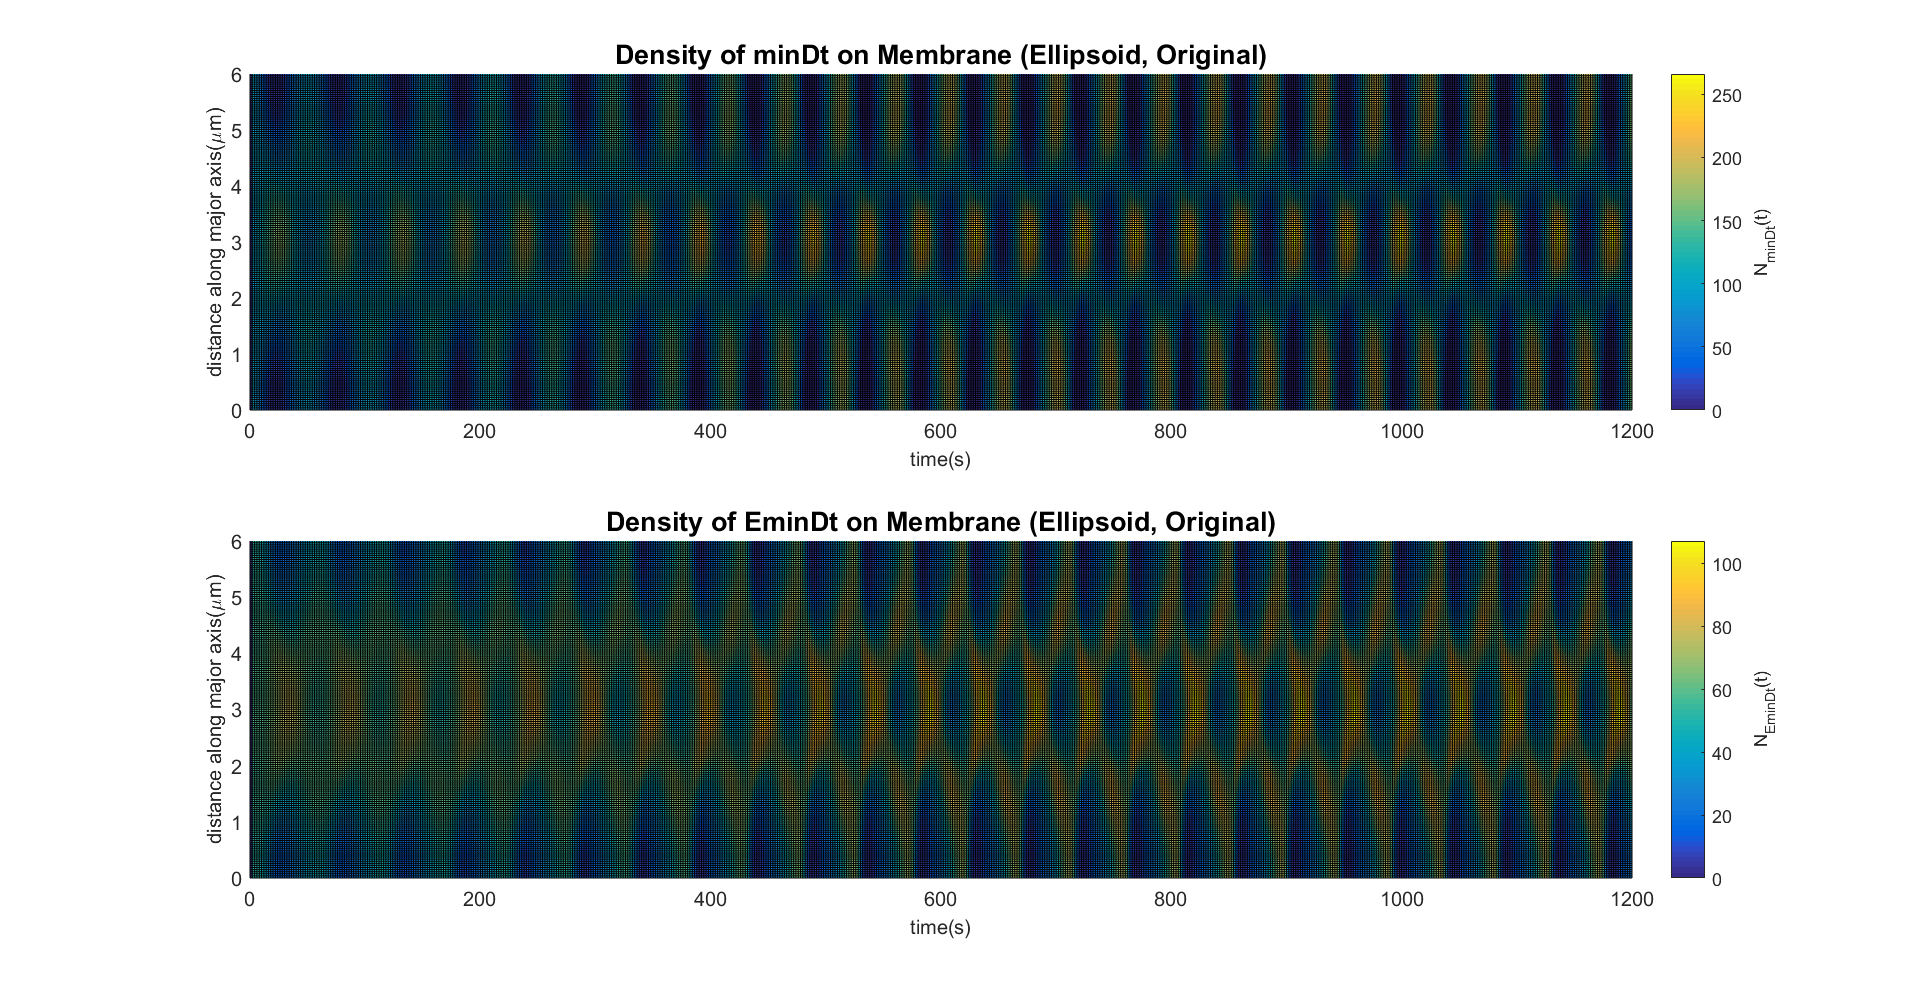 Density of minDt on Membrane (Ellipsoid, Original)
distance along major axis(μm)
6
5
4
3
2
1
0
0 200 400 600 800 1000 1200
time(s)
250
200
150
100
50
0
NminDt(t)
Density of EminDt on Membrane (Ellipsoid, Original)
distance along major axis(μm)
6
5
4
3
2
1
0
0 200 400 600 800 1000 1200
time(s)
100
80
60
40
20
0
NEminDt(t)